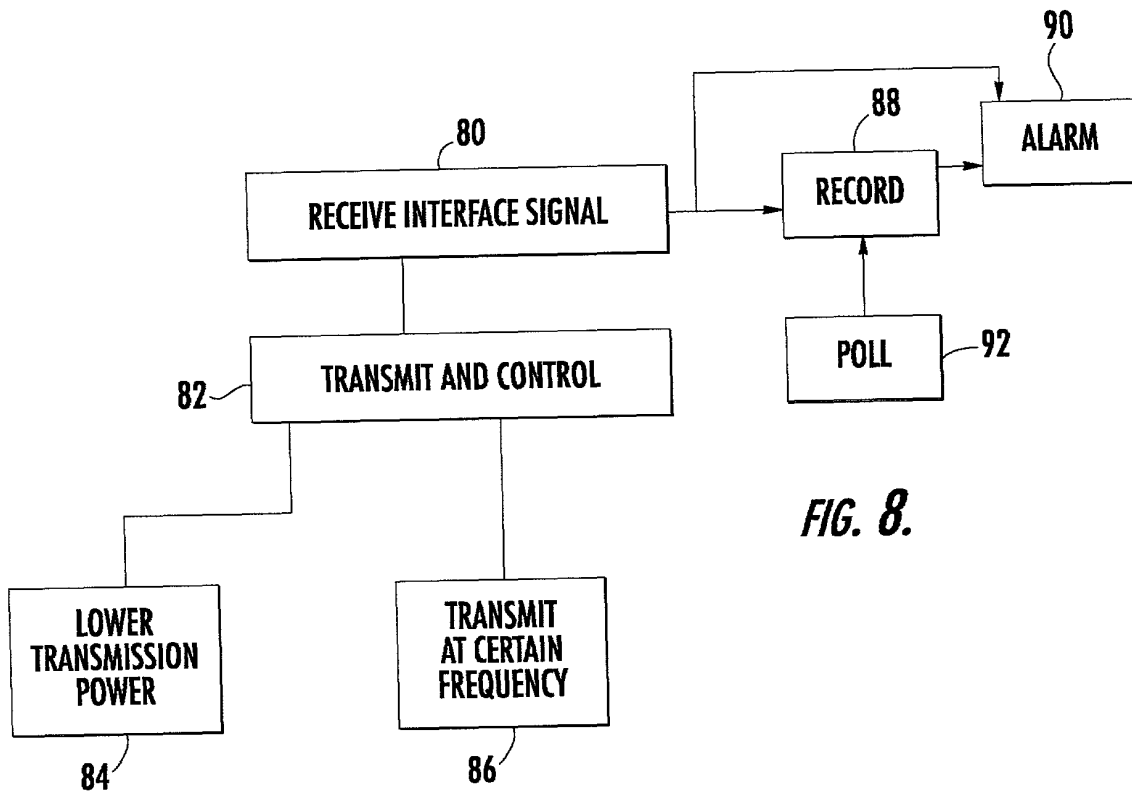 90
ALARM
88
RECORD
80
RECEIVE INTERFACE SIGNAL
POLL
92
82
TRANSMIT AND CONTROL
FIG. 8.
LOWER
TRANSMISSION
POWER
84
TRANSMIT
AT CERTAIN
FREQUENCY
86